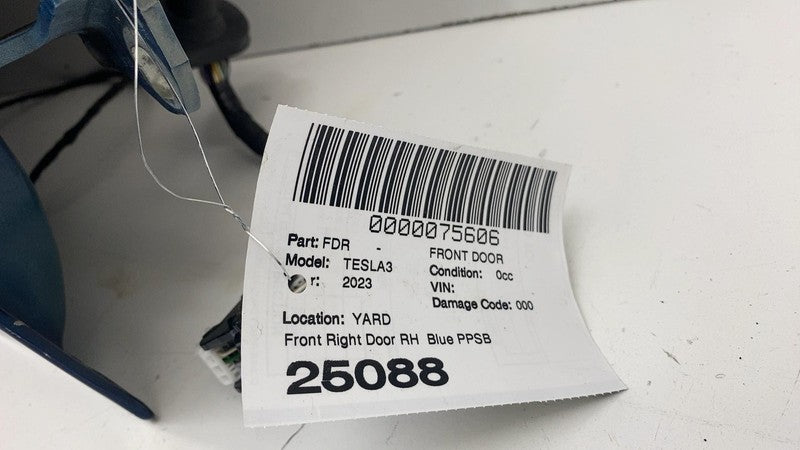 0000075606
Part: FDR - FRONT DOOR
Model: TESLA3 Condition: 0cc
r: 2023 VIN:
Damage Code: 000
Location: YARD
Front Right Door RH Blue PPSB
25088